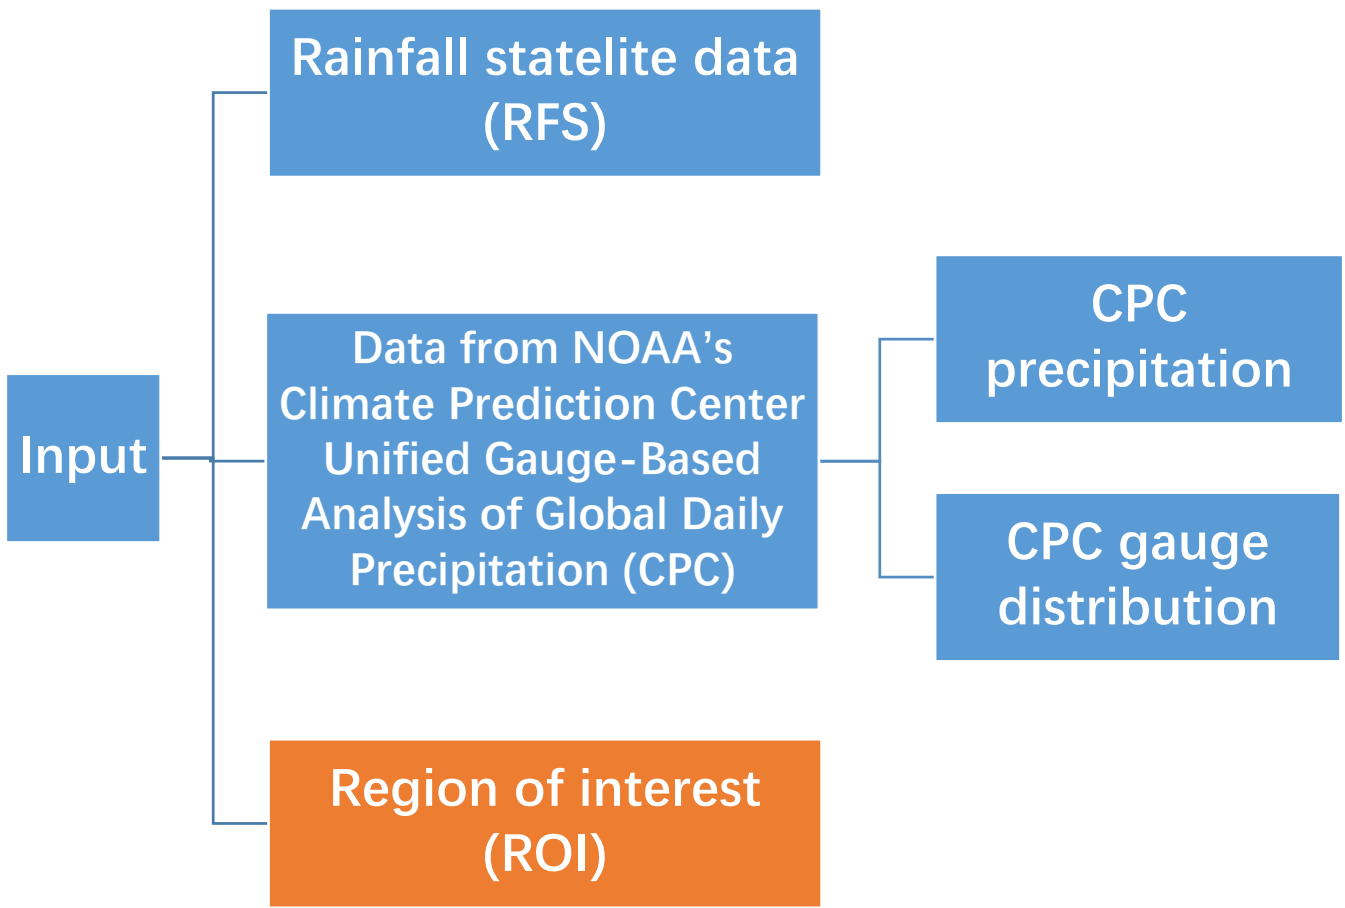 Rainfall statelite data
(RFS)
Input
Data from NOAA’s
Climate Prediction Center
Unified Gauge-Based
Analysis of Global Daily
Precipitation (CPC)
CPC
precipitation
CPC gauge
distribution
Region of interest
(ROI)